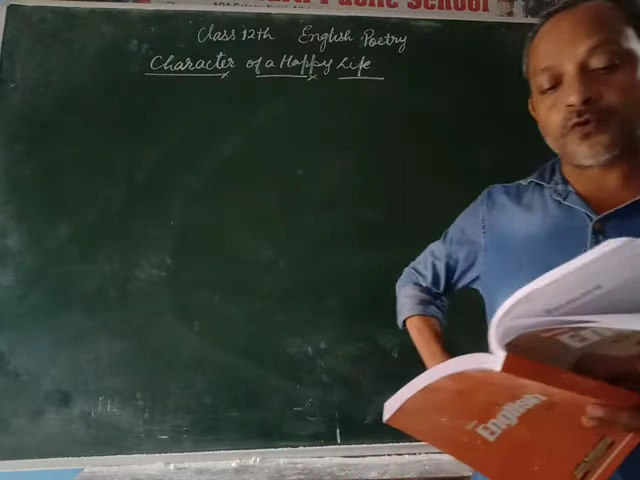 Public School
Class 12th English Poetry
Character of a Happy Life
English